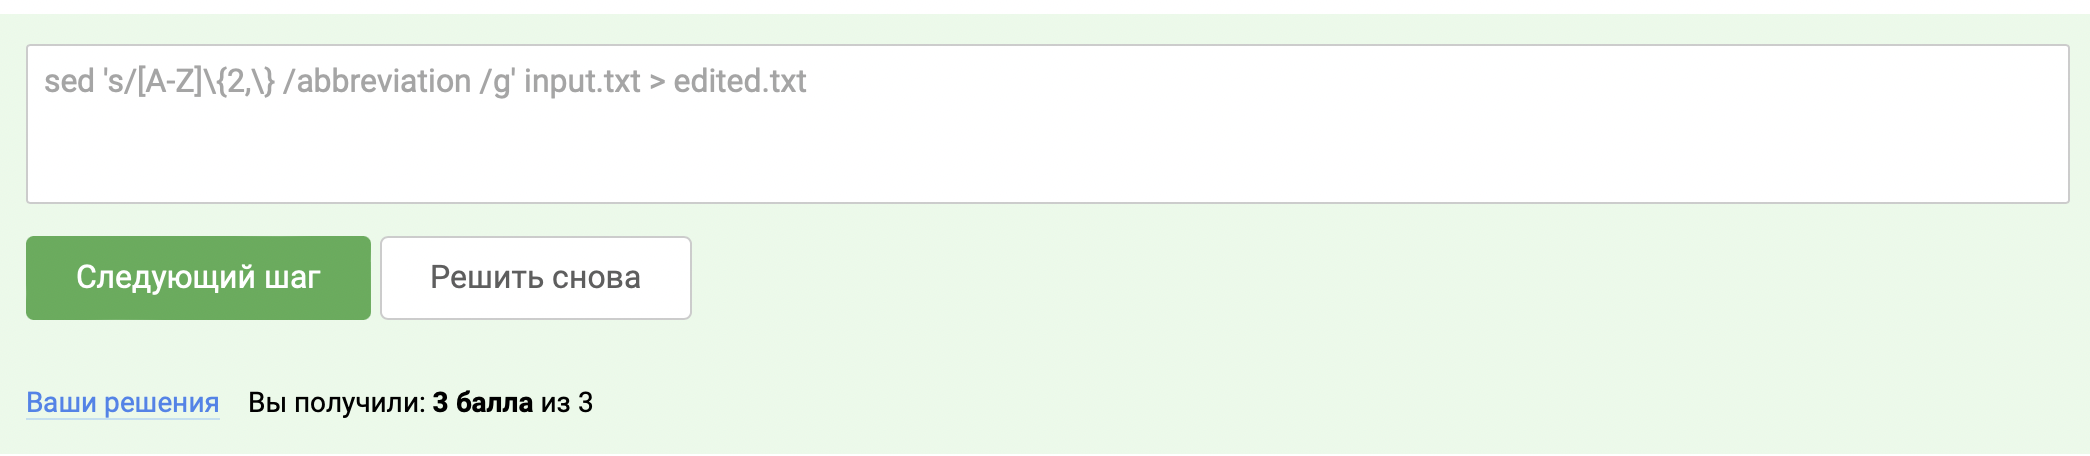 sed 's/[A-Z]\{2,\} /abbreviation /g' input.txt > edited.txt
Следующий шаг Решить снова
Ваши решения Вы получили: 3 балла из 3